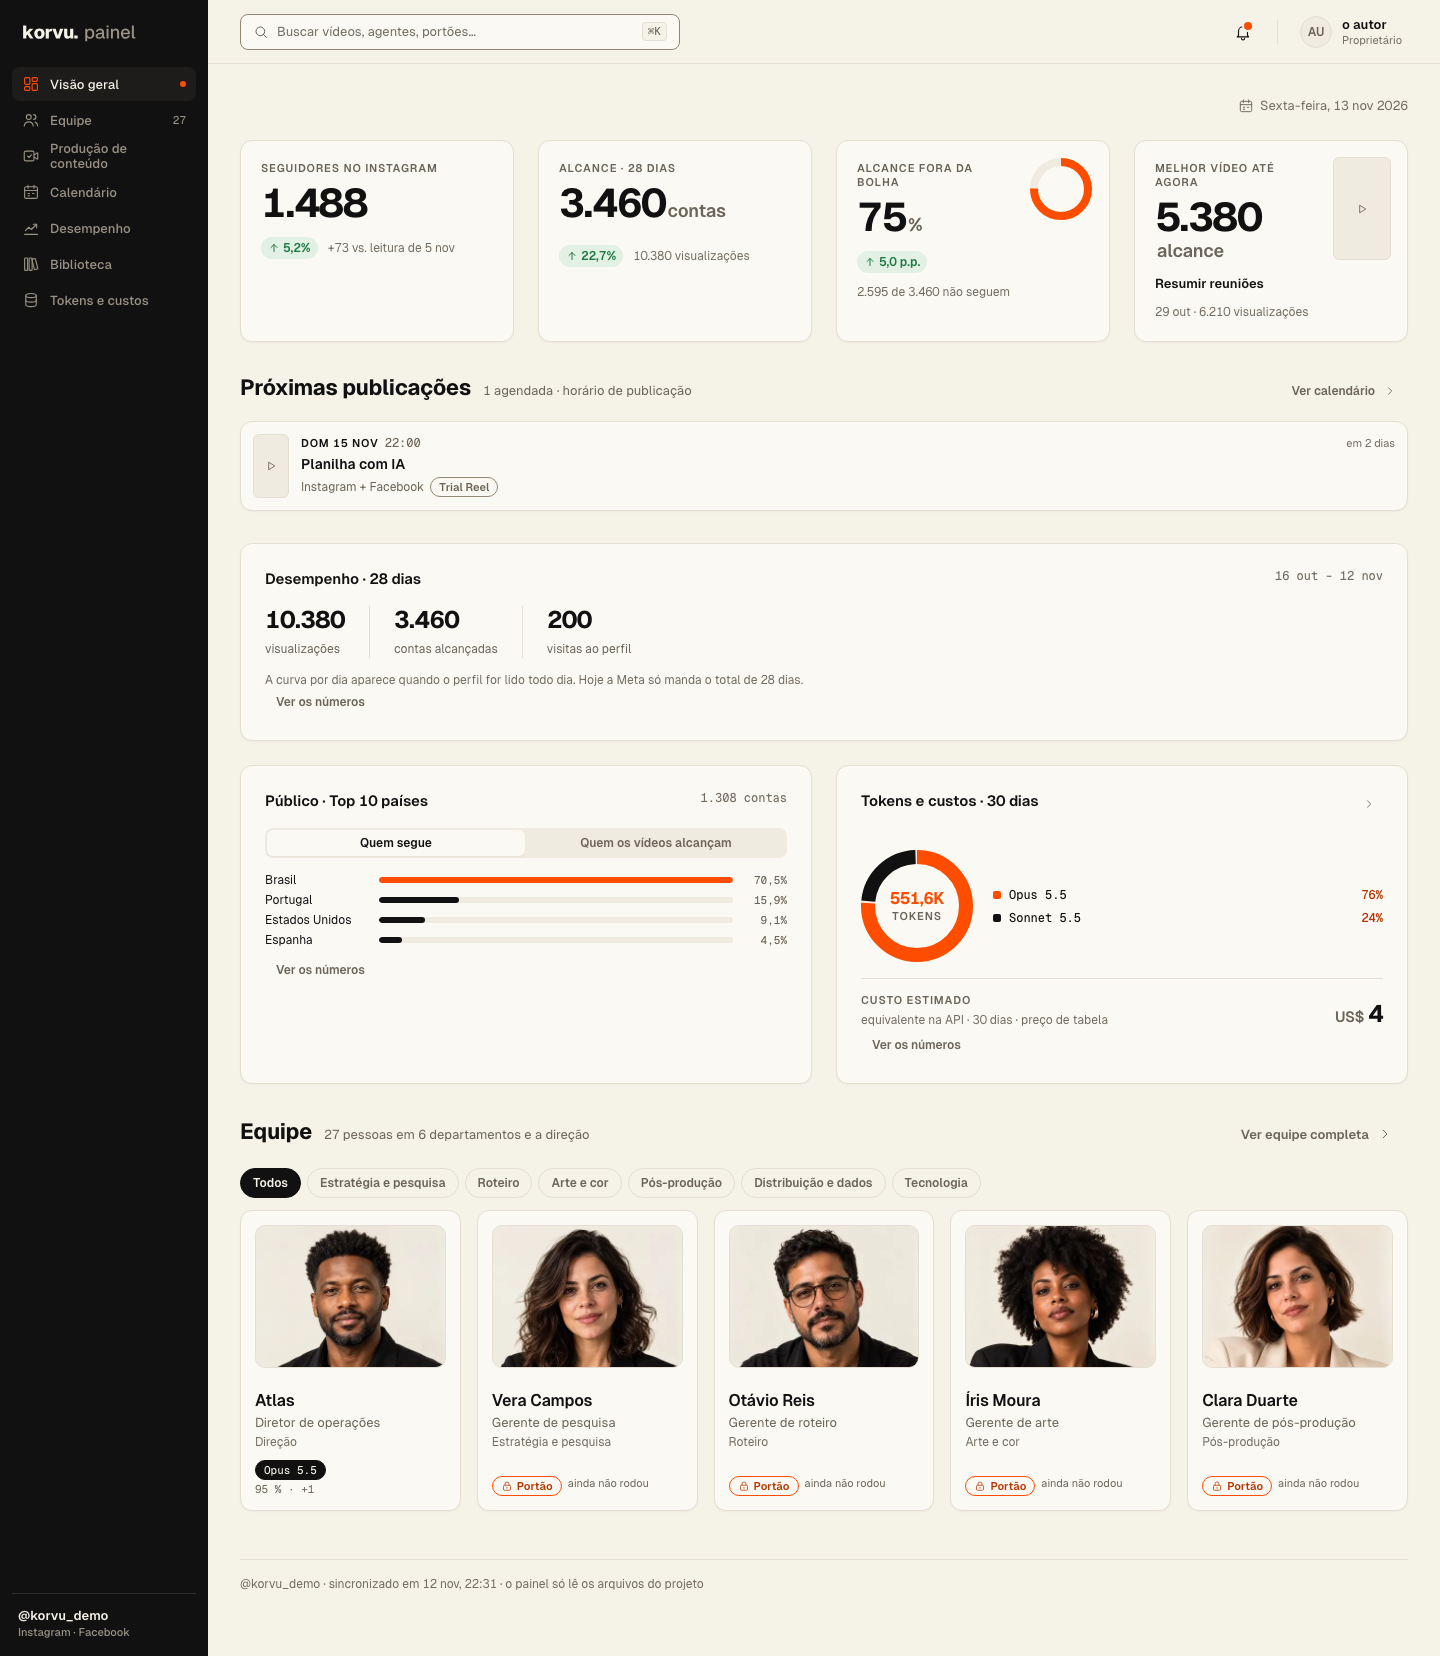 korvu. painel
Buscar vídeos, agentes, portões…
⌘K
AU
o autor
Proprietário
Visão geral
Equipe
27
Produção de
conteúdo
Calendário
Desempenho
Biblioteca
Tokens e custos
Sexta-feira, 13 nov 2026
SEGUIDORES NO INSTAGRAM
1.488
↑ 5,2%
+73 vs. leitura de 5 nov
ALCANCE · 28 DIAS
3.460contas
↑ 22,7%
10.380 visualizações
ALCANCE FORA DA
BOLHA
75%
↑ 5,0 p.p.
2.595 de 3.460 não seguem
MELHOR VÍDEO ATÉ
AGORA
5.380
alcance
Resumir reuniões
29 out · 6.210 visualizações
Próximas publicações
1 agendada · horário de publicação
Ver calendário
DOM 15 NOV 22:00
em 2 dias
Planilha com IA
Instagram + Facebook
Trial Reel
Desempenho · 28 dias
16 out – 12 nov
10.380
visualizações
3.460
contas alcançadas
200
visitas ao perfil
A curva por dia aparece quando o perfil for lido todo dia. Hoje a Meta só manda o total de 28 dias.
Ver os números
Público · Top 10 países
1.308 contas
Quem segue
Quem os vídeos alcançam
Brasil
70,5%
Portugal
15,9%
Estados Unidos
9,1%
Espanha
4,5%
Ver os números
Tokens e custos · 30 dias
551,6K
TOKENS
Opus 5.5
76%
Sonnet 5.5
24%
CUSTO ESTIMADO
equivalente na API · 30 dias · preço de tabela
US$ 4
Ver os números
Equipe
27 pessoas em 6 departamentos e a direção
Ver equipe completa
Todos
Estratégia e pesquisa
Roteiro
Arte e cor
Pós-produção
Distribuição e dados
Tecnologia
Atlas
Diretor de operações
Direção
Opus 5.5
95 % · +1
Vera Campos
Gerente de pesquisa
Estratégia e pesquisa
Portão
ainda não rodou
Otávio Reis
Gerente de roteiro
Roteiro
Portão
ainda não rodou
Íris Moura
Gerente de arte
Arte e cor
Portão
ainda não rodou
Clara Duarte
Gerente de pós-produção
Pós-produção
Portão
ainda não rodou
@korvu_demo · sincronizado em 12 nov, 22:31 · o painel só lê os arquivos do projeto
@korvu_demo
Instagram · Facebook